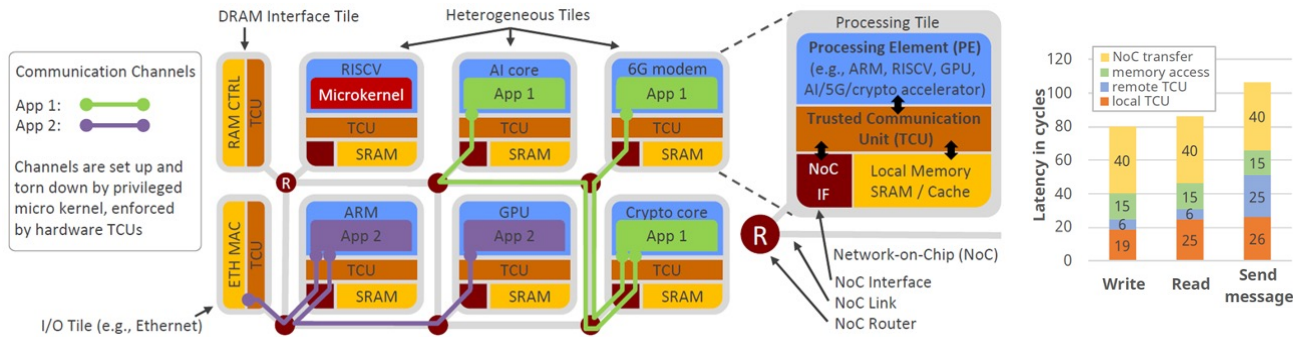 DRAM Interface Tile
Heterogeneous Tiles
Communication Channels
App 1:
App 2:
Channels are set up and
torn down by privileged
micro kernel, enforced
by hardware TCUs
RAM CTRL
TCU
RISCV
Microkernel
TCU
SRAM
AI core
App 1
TCU
SRAM
6G modem
App 1
TCU
SRAM
R
ETH MAC
TCU
ARM
App 2
TCU
SRAM
GPU
App 2
TCU
SRAM
Crypto core
App 1
TCU
SRAM
I/O Tile (e.g., Ethernet)
Processing Tile
Processing Element (PE)
(e.g., ARM, RISCV, GPU,
AI/5G/crypto accelerator)
Trusted Communication
Unit (TCU)
NoC
IF
Local Memory
SRAM / Cache
R
Network-on-Chip (NoC)
NoC Interface
NoC Link
NoC Router
Latency in cycles
120
100
80
60
40
20
0
NoC transfer
memory access
remote TCU
local TCU
40
15
6
19
40
15
6
25
40
15
25
26
Write
Read
Send
message